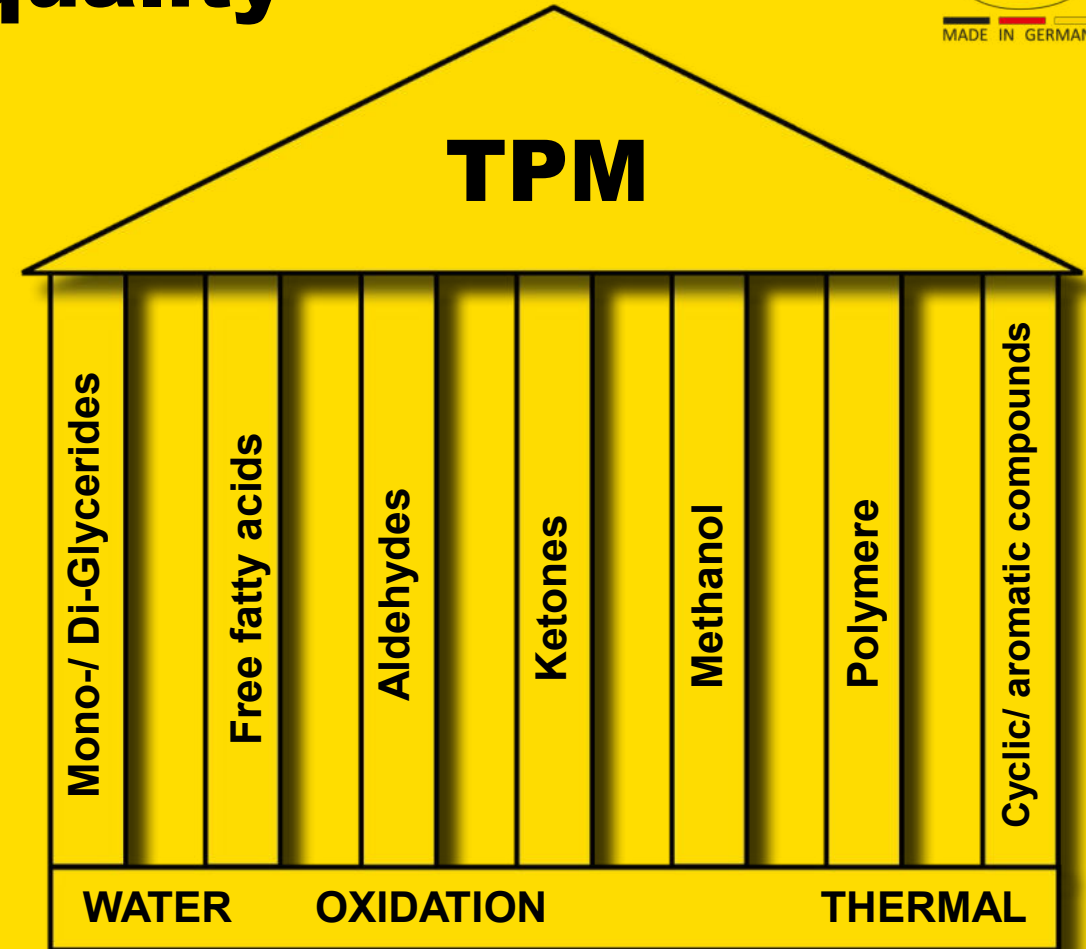 quality
MADE IN GERMAN
TPM
Mono-/ Di-Glycerides
Free fatty acids
Aldehydes
Ketones
Methanol
Polymere
Cyclic/ aromatic compounds
WATER OXIDATION THERMAL